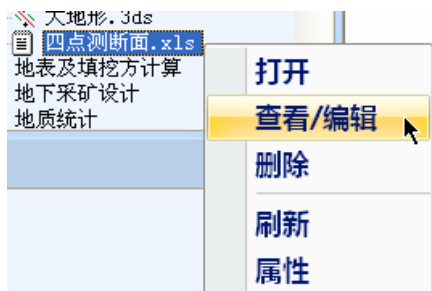 大地形.3ds
四点测断面.xls
地表及填挖方计算
地下采矿设计
地质统计
打开
查看/编辑
删除
刷新
属性